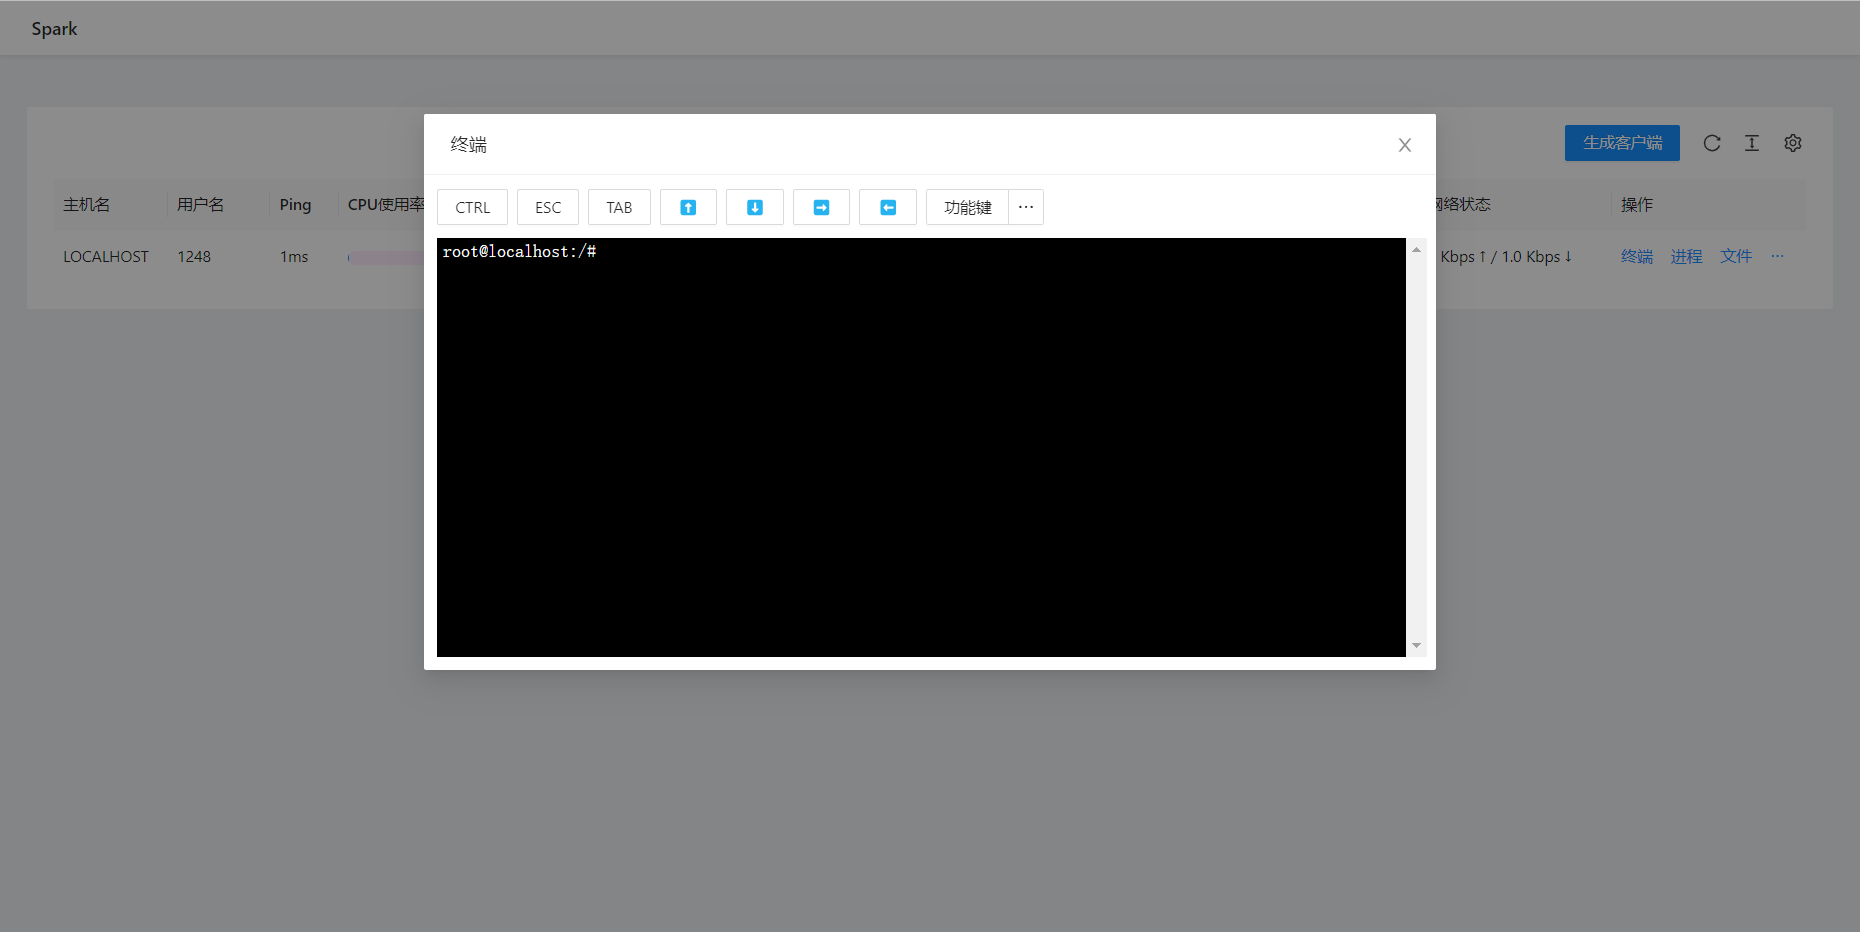 Spark
终端
生成客户端
CTRL ESC TAB 功能键 ···
主机名 用户名 Ping CPU使用率 网络状态 操作
root@localhost:/#
LOCALHOST 1248 1ms Kbps↑ / 1.0 Kbps↓ 终端 进程 文件 ···